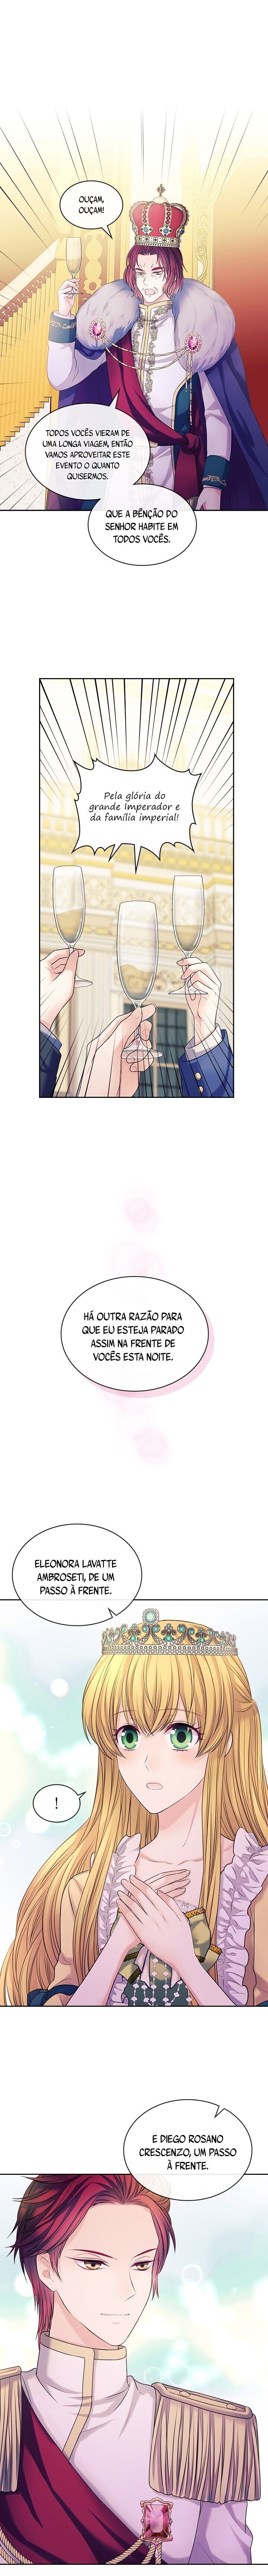 OUÇAM,
OUÇAM!
TODOS VOCÊS VIERAM DE
UMA LONGA VIAGEM, ENTÃO
VAMOS APROVEITAR ESTE
EVENTO O QUANTO
QUISERMOS.
QUE A BÊNÇÃO DO
SENHOR HABITE EM
TODOS VOCÊS.
Pela glória do
grande Imperador e
da família imperial!
HÁ OUTRA RAZÃO PARA
QUE EU ESTEJA PARADO
ASSIM NA FRENTE DE
VOCÊS ESTA NOITE.
ELEONORA LAVATTE
AMBROSETI, DE UM
PASSO À FRENTE.
!
E DIEGO ROSANO
CRESCENZO, UM PASSO
À FRENTE.